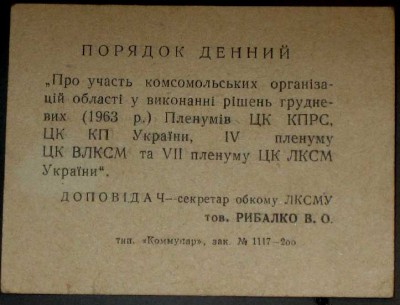 ПОРЯДОК ДЕННИЙ
„Про участь комсомольських організа-
цій області у виконанні рішень грудне-
вих (1963 р.) Пленумів ЦК КПРС,
ЦК КП України, IV пленуму
ЦК ВЛКСМ та VII пленуму ЦК ЛКСМ
України“.
ДОПОВІДАЧ—секретар обкому ЛКСМУ
тов. РИБАЛКО В. О.
тип. «Коммунар», зак. № 1117–200